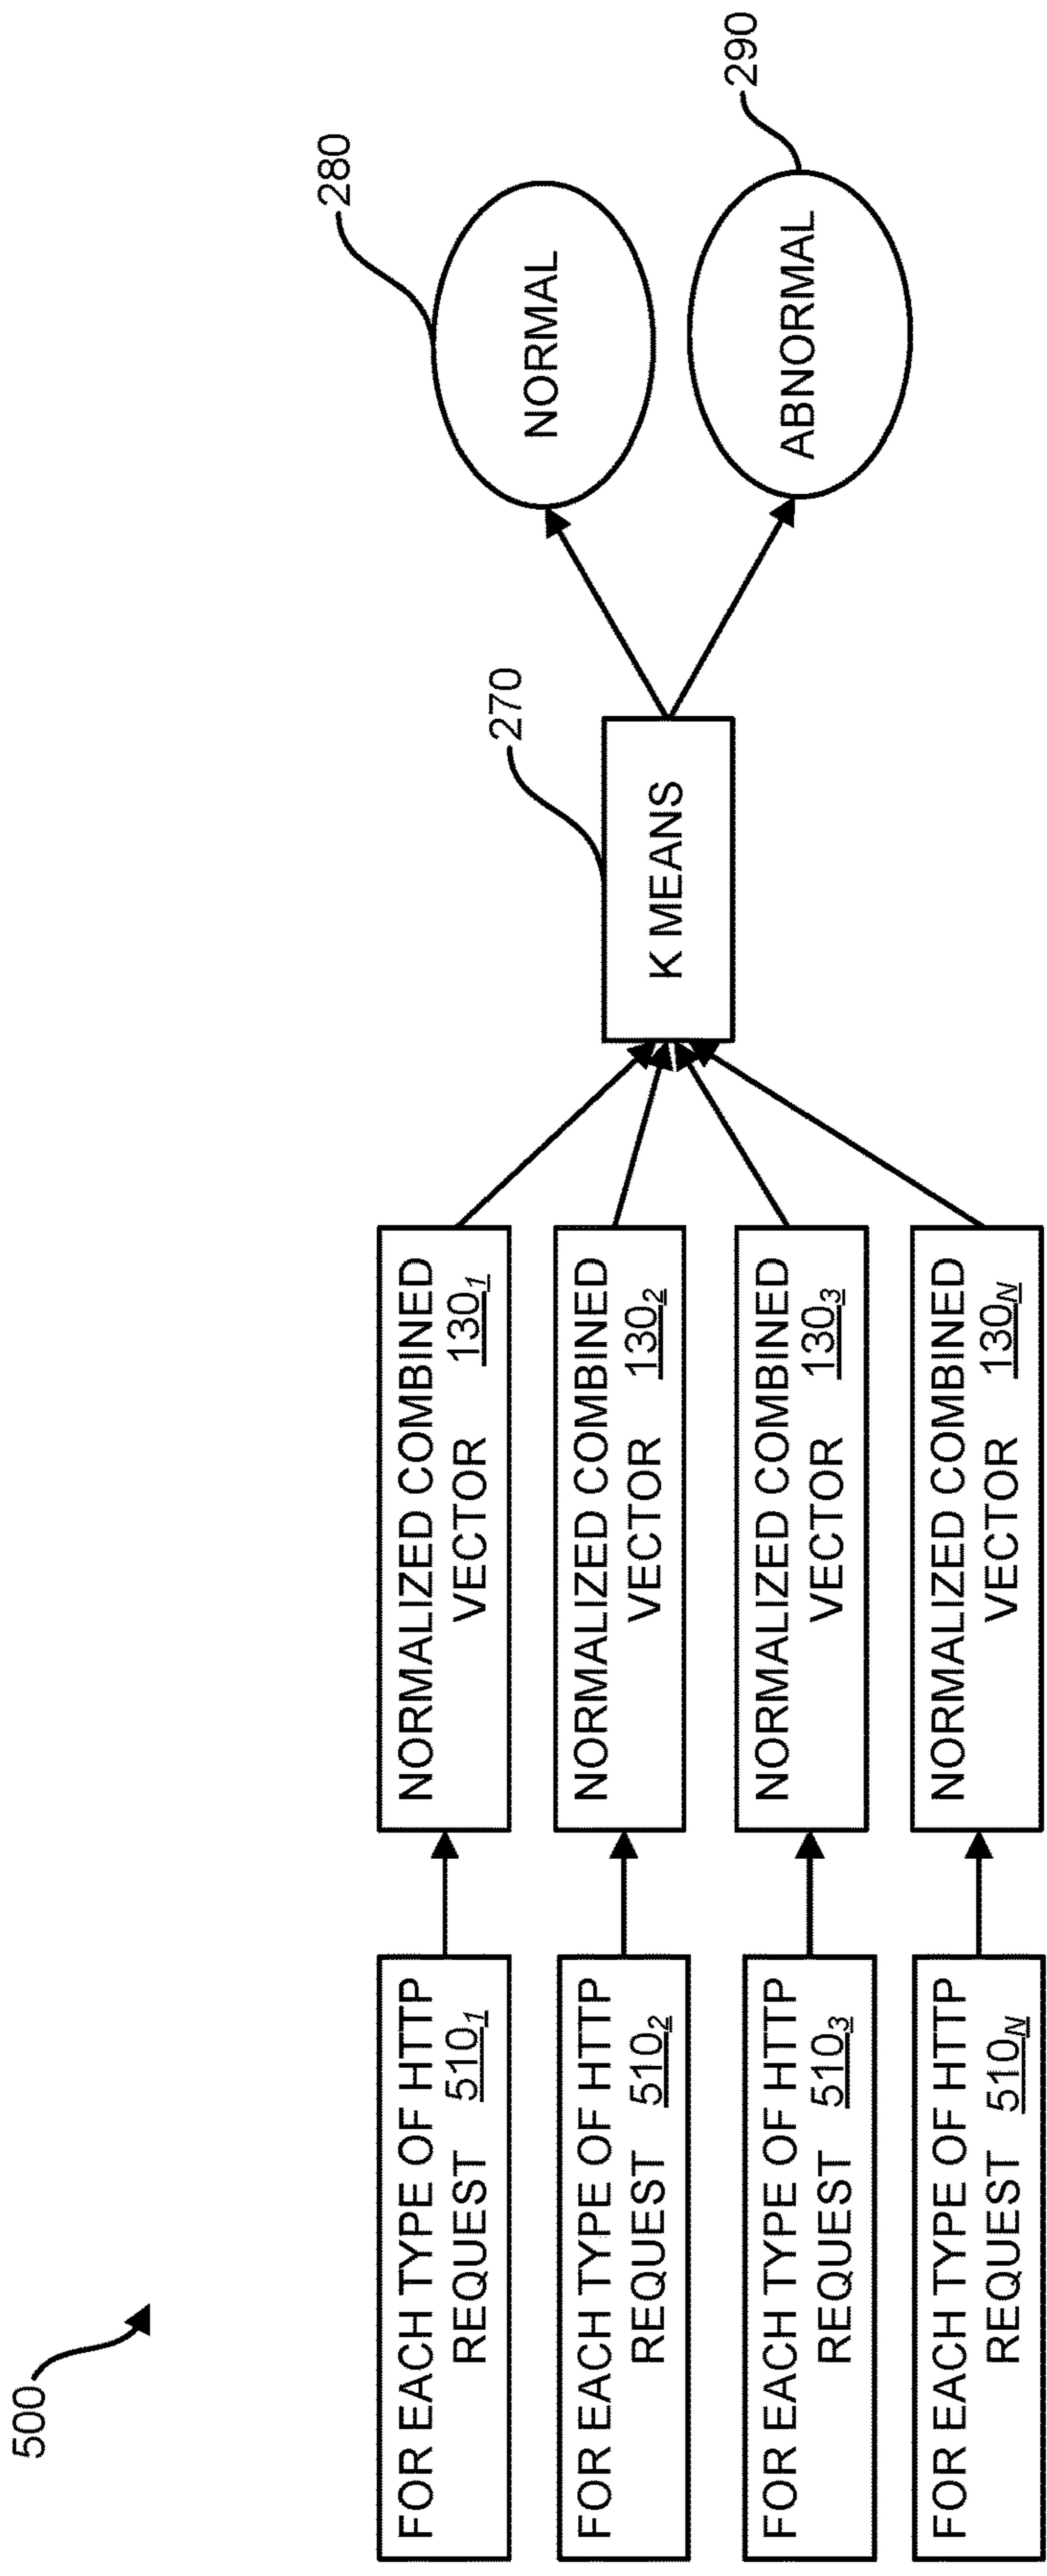 500
FOR EACH TYPE OF HTTP
REQUEST 510₁
FOR EACH TYPE OF HTTP
REQUEST 510₂
FOR EACH TYPE OF HTTP
REQUEST 510₃
FOR EACH TYPE OF HTTP
REQUEST 510N
NORMALIZED COMBINED
VECTOR 130₁
NORMALIZED COMBINED
VECTOR 130₂
NORMALIZED COMBINED
VECTOR 130₃
NORMALIZED COMBINED
VECTOR 130N
270
K MEANS
280
NORMAL
290
ABNORMAL